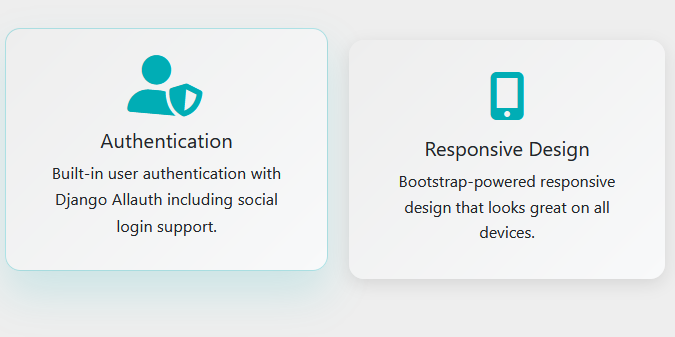 Authentication
Built-in user authentication with
Django Allauth including social
login support.
Responsive Design
Bootstrap-powered responsive
design that looks great on all
devices.